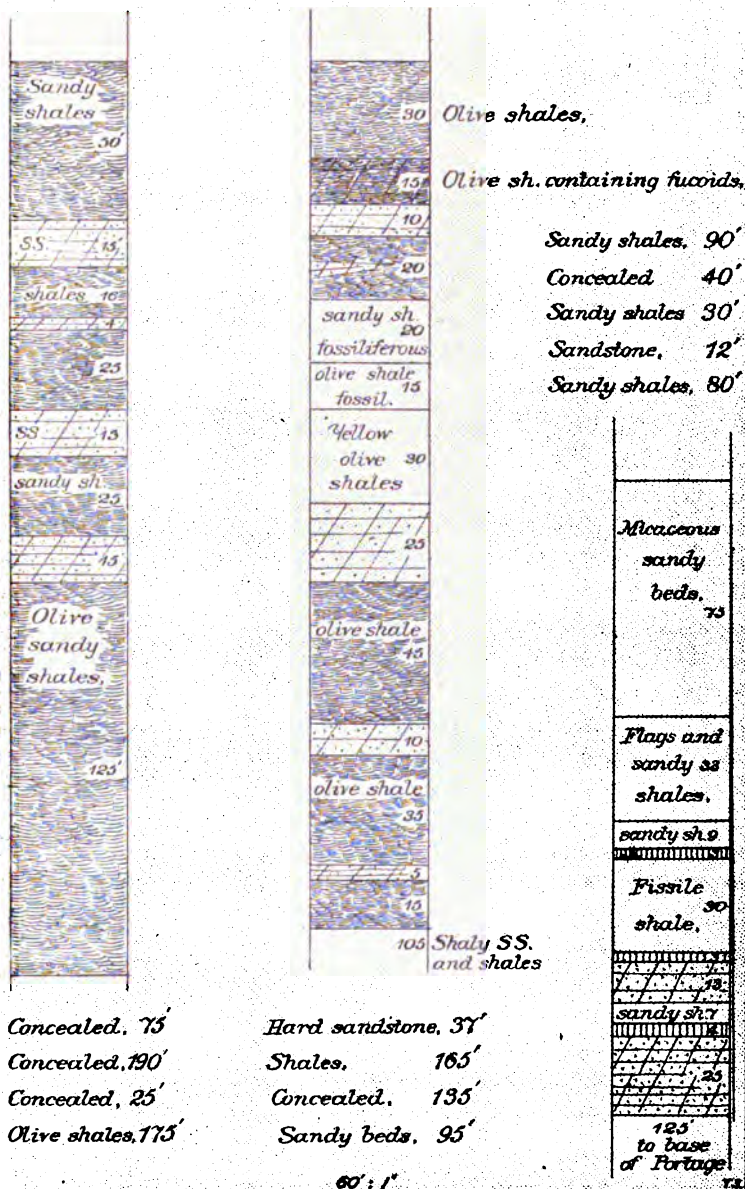 Sandy
shales
50'
SS. 15
shales 16
4
25
SS 15
sandy sh.
25
15
Olive
sandy
shales,
125'
Concealed, 75'
Concealed, 190'
Concealed, 25'
Olive shales, 175'
30 Olive shales,
15 Olive sh. containing fucoids,
10
20
sandy sh
20
fossiliferous
olive shale
15
fossil.
Yellow
olive 30
shales
25
olive shale
45
10
olive shale
35
5
15
105 Shaly SS.
and shales
Hard sandstone, 37'
Shales, 165'
Concealed, 135'
Sandy beds, 95'
60' : 1"
Sandy shales, 90'
Concealed 40'
Sandy shales 30'
Sandstone, 12'
Sandy shales, 80'
Micaceous
sandy
beds,
75
Flags and
sandy 33
shales,
sandy sh. 9
Fissile
30
shale,
13
sandy sh. 7
4
25
125'
to base
of Portage